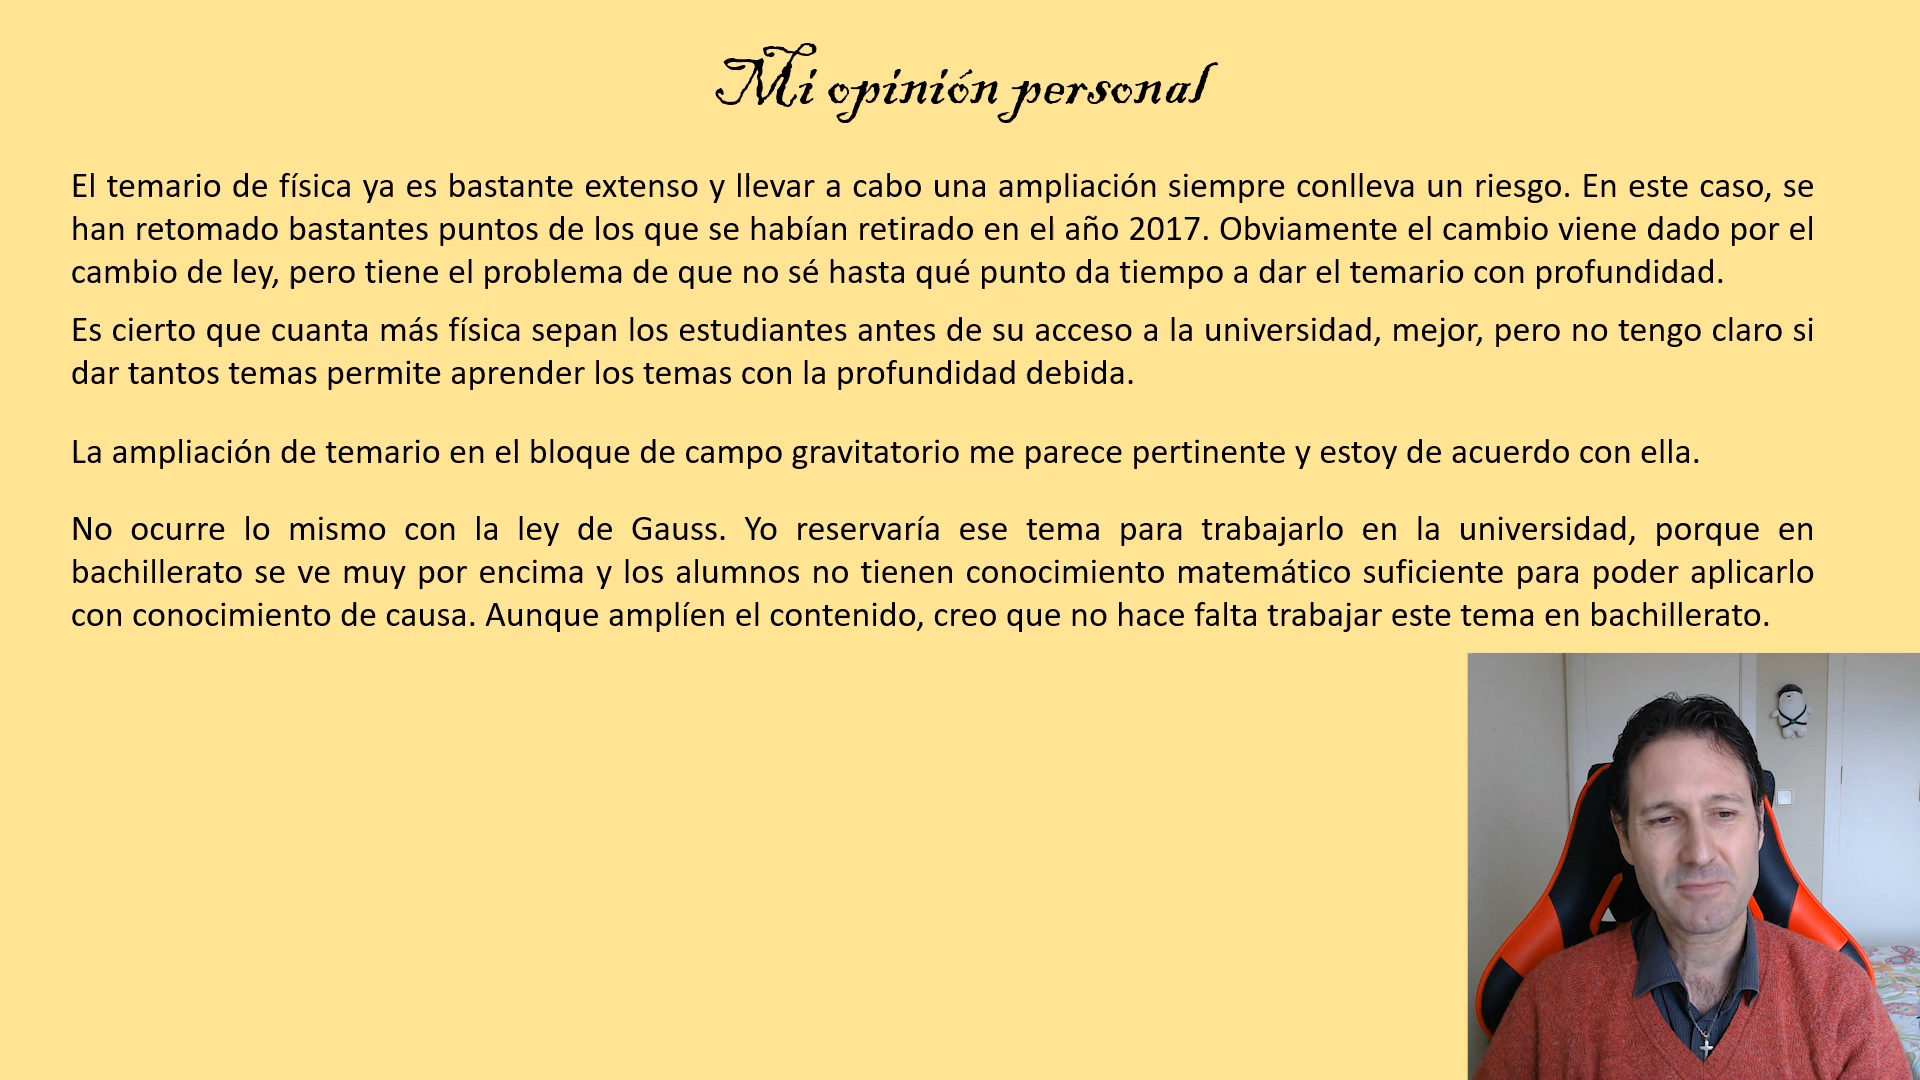 Mi opinión personal
El temario de física ya es bastante extenso y llevar a cabo una ampliación siempre conlleva un riesgo. En este caso, se
han retomado bastantes puntos de los que se habían retirado en el año 2017. Obviamente el cambio viene dado por el
cambio de ley, pero tiene el problema de que no sé hasta qué punto da tiempo a dar el temario con profundidad.
Es cierto que cuanta más física sepan los estudiantes antes de su acceso a la universidad, mejor, pero no tengo claro si
dar tantos temas permite aprender los temas con la profundidad debida.
La ampliación de temario en el bloque de campo gravitatorio me parece pertinente y estoy de acuerdo con ella.
No ocurre lo mismo con la ley de Gauss. Yo reservaría ese tema para trabajarlo en la universidad, porque en
bachillerato se ve muy por encima y los alumnos no tienen conocimiento matemático suficiente para poder aplicarlo
con conocimiento de causa. Aunque amplíen el contenido, creo que no hace falta trabajar este tema en bachillerato.